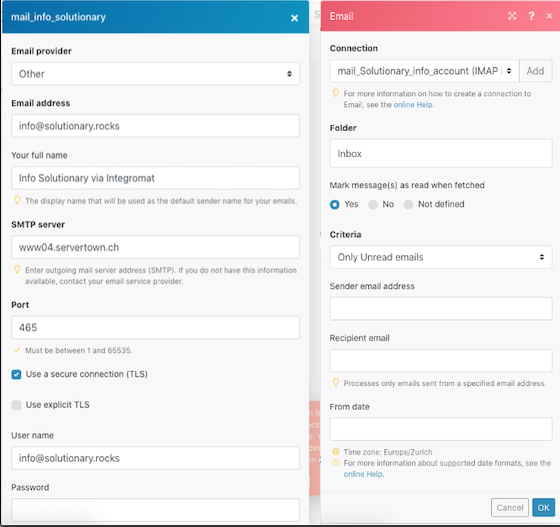 mail_info_solutionary
Email provider
Other
Email address
info@solutionary.rocks
Your full name
Info Solutionary via Integromat
The display name that will be used as the default sender name for your emails.
SMTP server
www04.servertown.ch
Enter outgoing mail server address (SMTP). If you do not have this information
available, contact your email service provider.
Port
465
Must be between 1 and 65535.
Use a secure connection (TLS)
Use explicit TLS
User name
info@solutionary.rocks
Password
Email
Connection
mail_Solutionary_info_account (IMAP
Add
For more information on how to create a connection to
Email, see the online Help.
Folder
Inbox
Mark message(s) as read when fetched
Yes No Not defined
Criteria
Only Unread emails
Sender email address
Recipient email
Processes only emails sent from a specified email address.
From date
Time zone: Europe/Zurich
For more information about supported date formats, see the
online Help.
Cancel OK